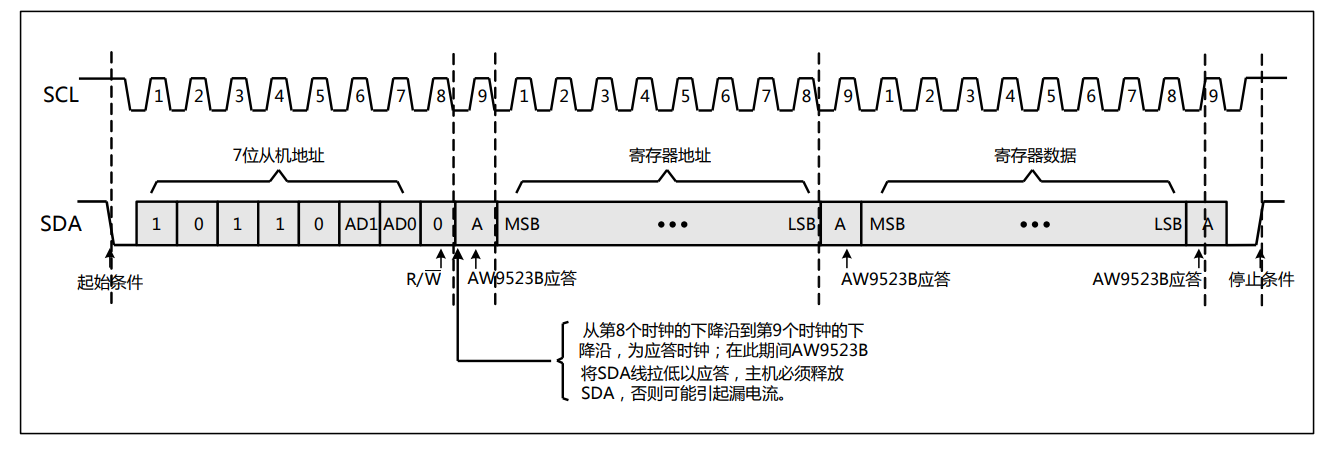 SCL
1 2 3 4 5 6 7 8 9 1 2 3 4 5 6 7 8 9 1 2 3 4 5 6 7 8 9
7位从机地址 寄存器地址 寄存器数据
SDA
1 0 1 1 0 AD1 AD0 0 A MSB ••• LSB A MSB ••• LSB A
起始条件 R/W̅ AW9523B应答 AW9523B应答 AW9523B应答 停止条件
从第8个时钟的下降沿到第9个时钟的下
降沿，为应答时钟；在此期间AW9523B
将SDA线拉低以应答，主机必须释放
SDA，否则可能引起漏电流。